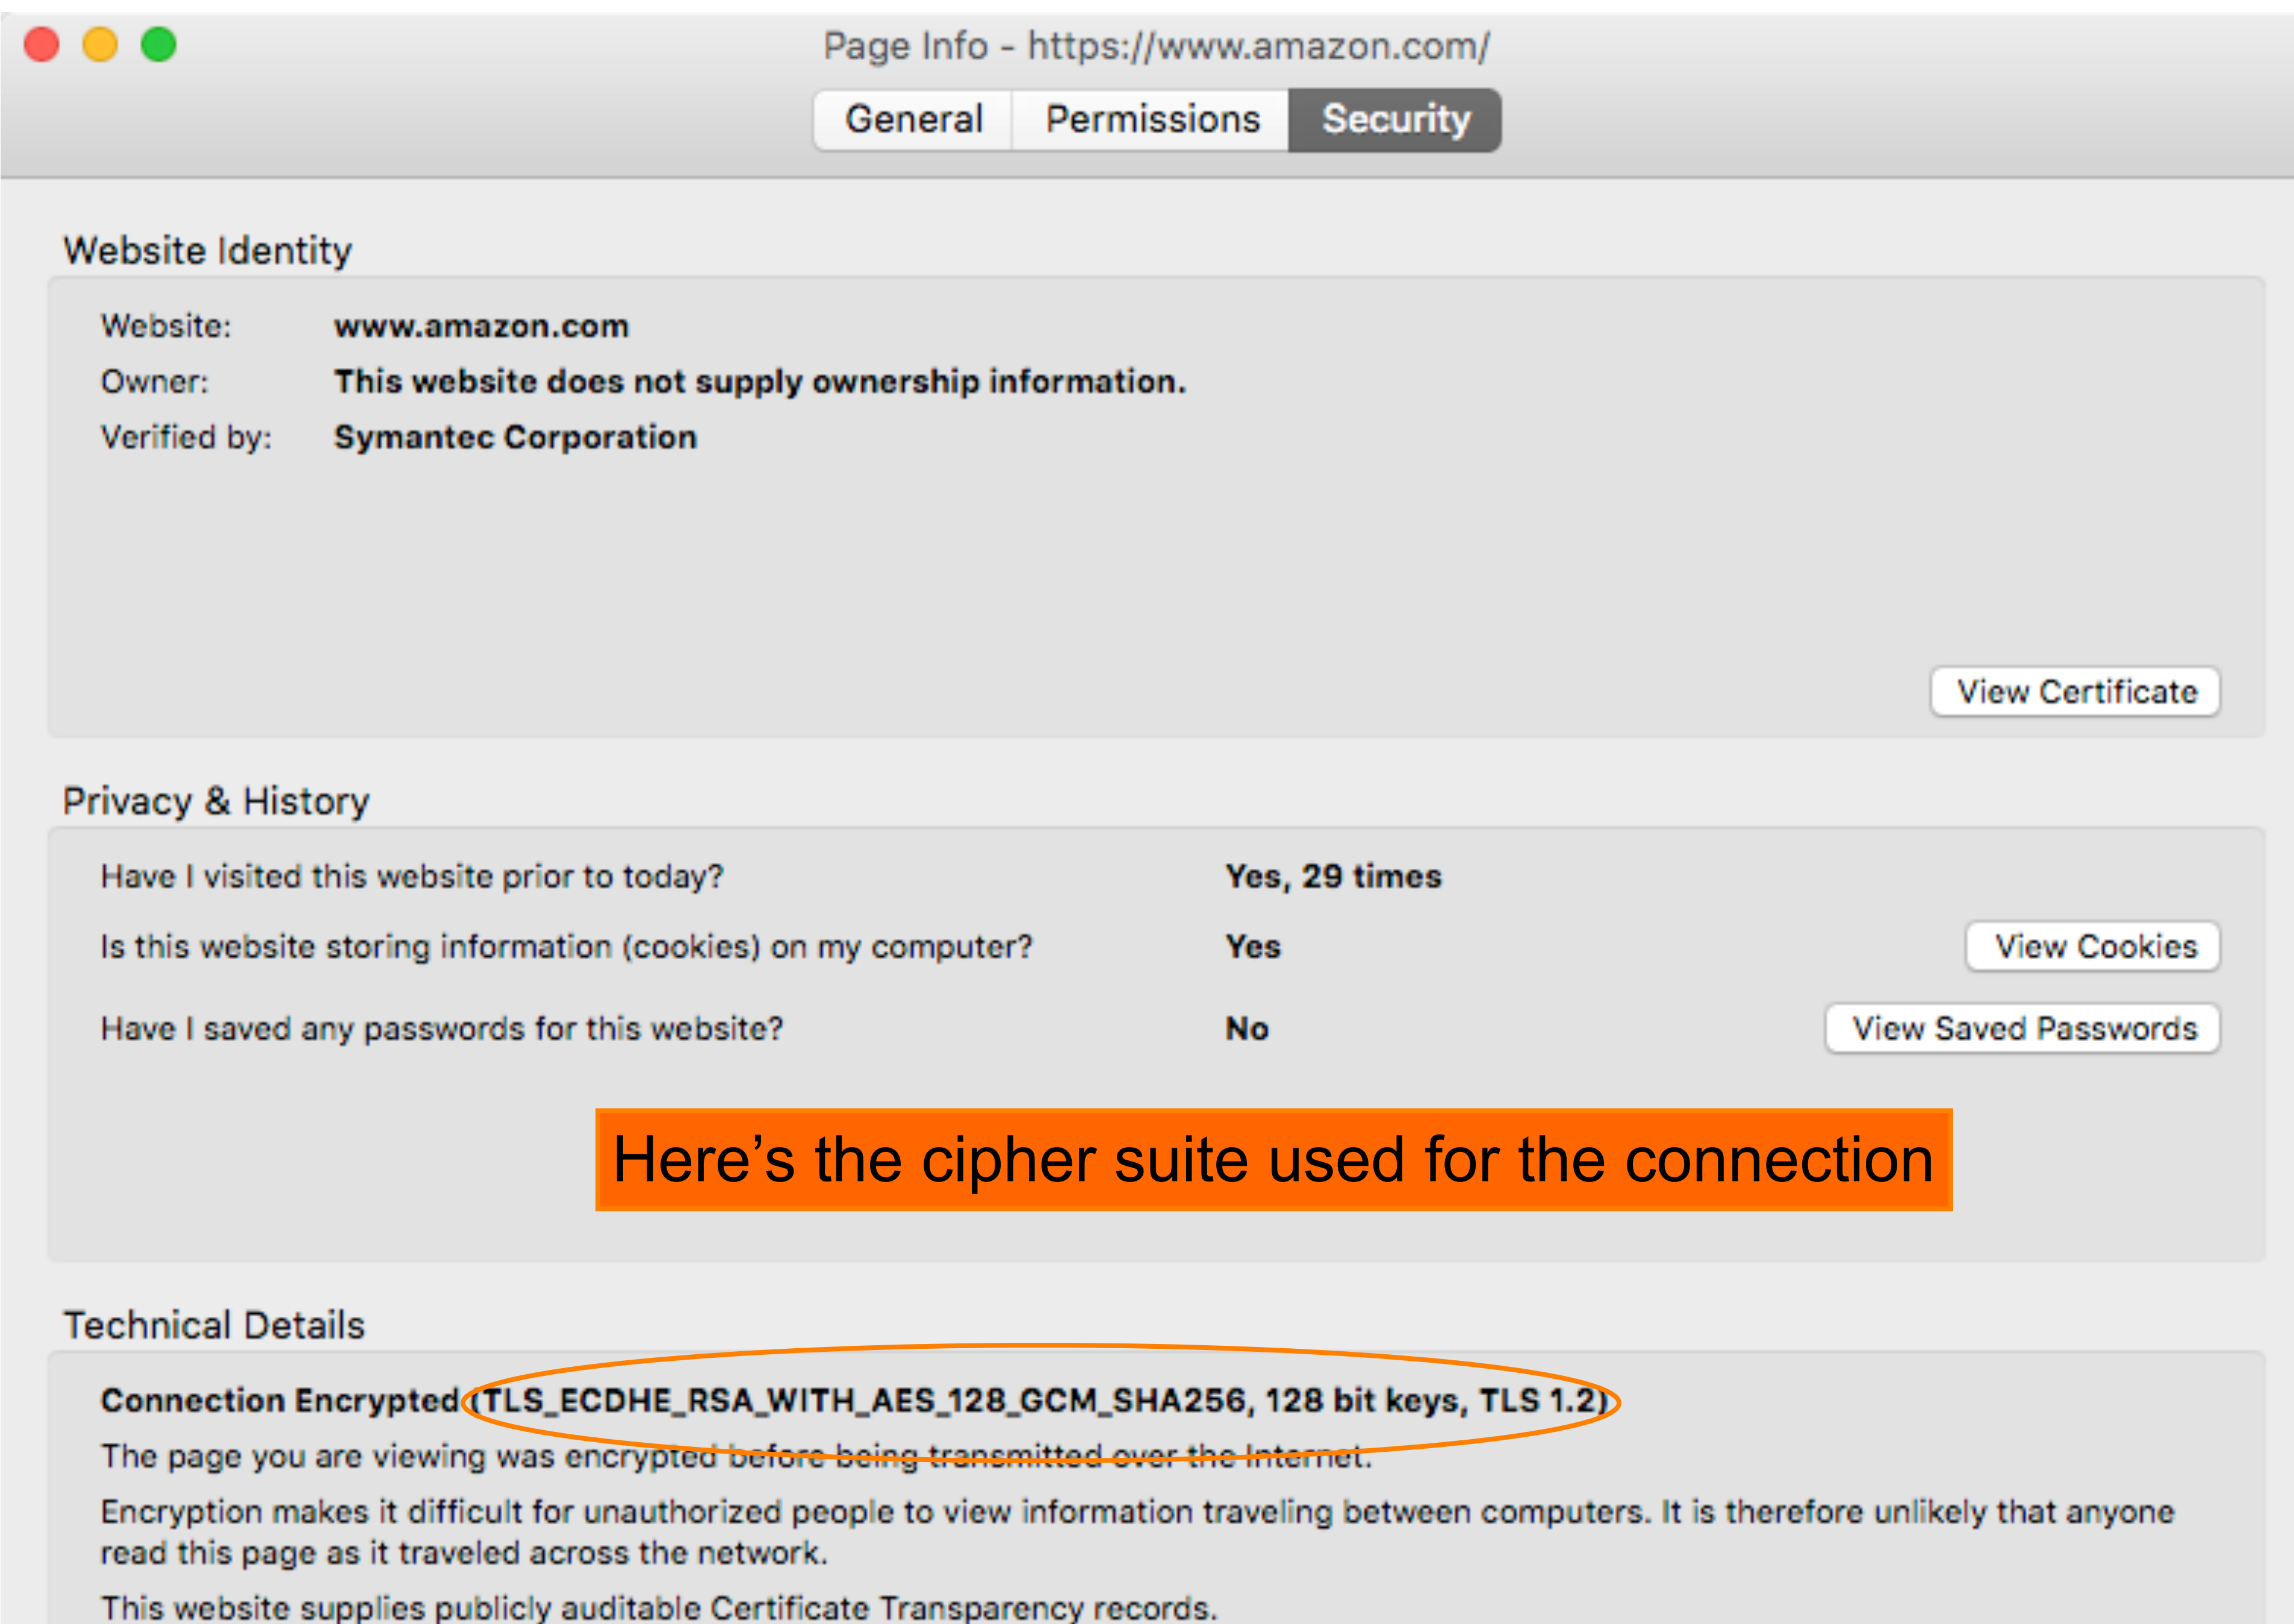 Page Info - https://www.amazon.com/
General Permissions Security
Website Identity
Website: www.amazon.com
Owner: This website does not supply ownership information.
Verified by: Symantec Corporation
View Certificate
Privacy & History
Have I visited this website prior to today? Yes, 29 times
Is this website storing information (cookies) on my computer? Yes View Cookies
Have I saved any passwords for this website? No View Saved Passwords
Here’s the cipher suite used for the connection
Technical Details
Connection Encrypted (TLS_ECDHE_RSA_WITH_AES_128_GCM_SHA256, 128 bit keys, TLS 1.2)
The page you are viewing was encrypted before being transmitted over the Internet.
Encryption makes it difficult for unauthorized people to view information traveling between computers. It is therefore unlikely that anyone
read this page as it traveled across the network.
This website supplies publicly auditable Certificate Transparency records.